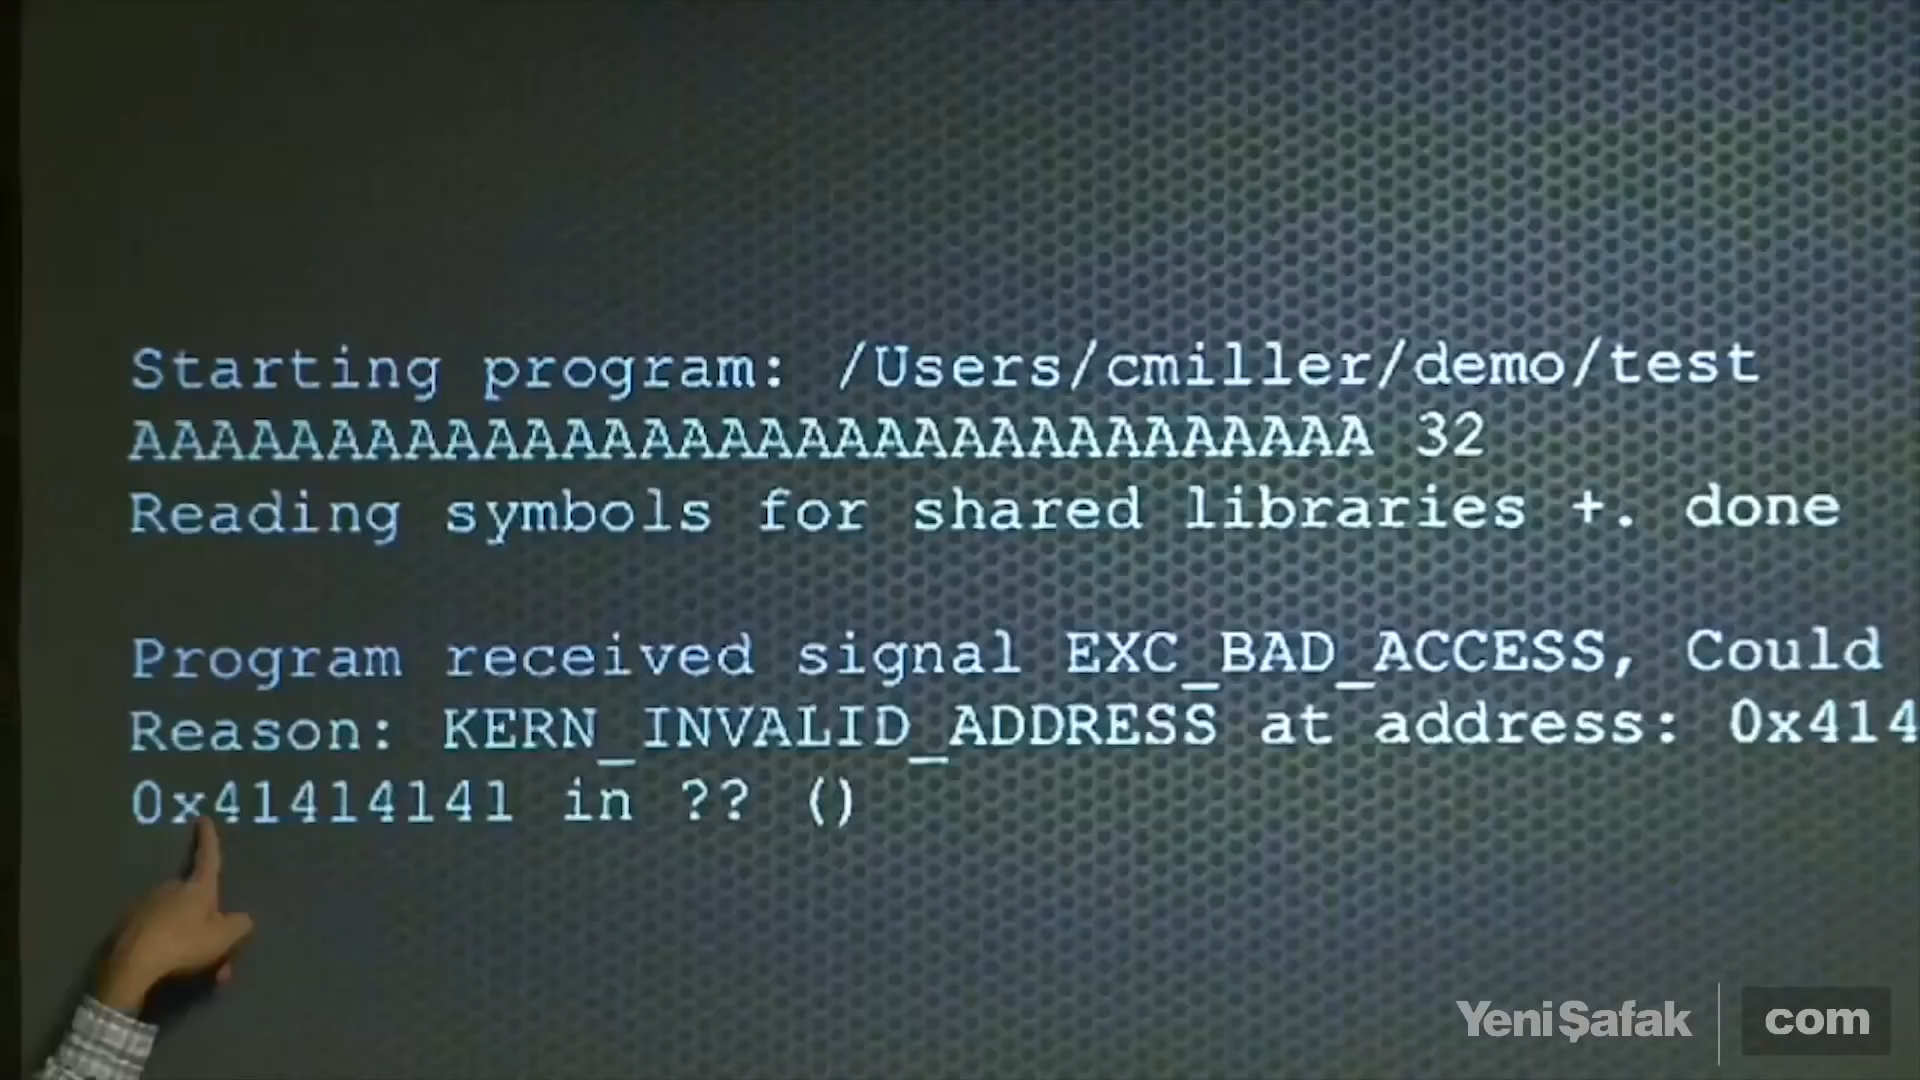 Starting program: /Users/cmiller/demo/test
AAAAAAAAAAAAAAAAAAAAAAAAAAAAAAAA 32
Reading symbols for shared libraries +. done
Program received signal EXC_BAD_ACCESS, Could
Reason: KERN_INVALID_ADDRESS at address: 0x414
0x41414141 in ?? ()
YeniŞafak com